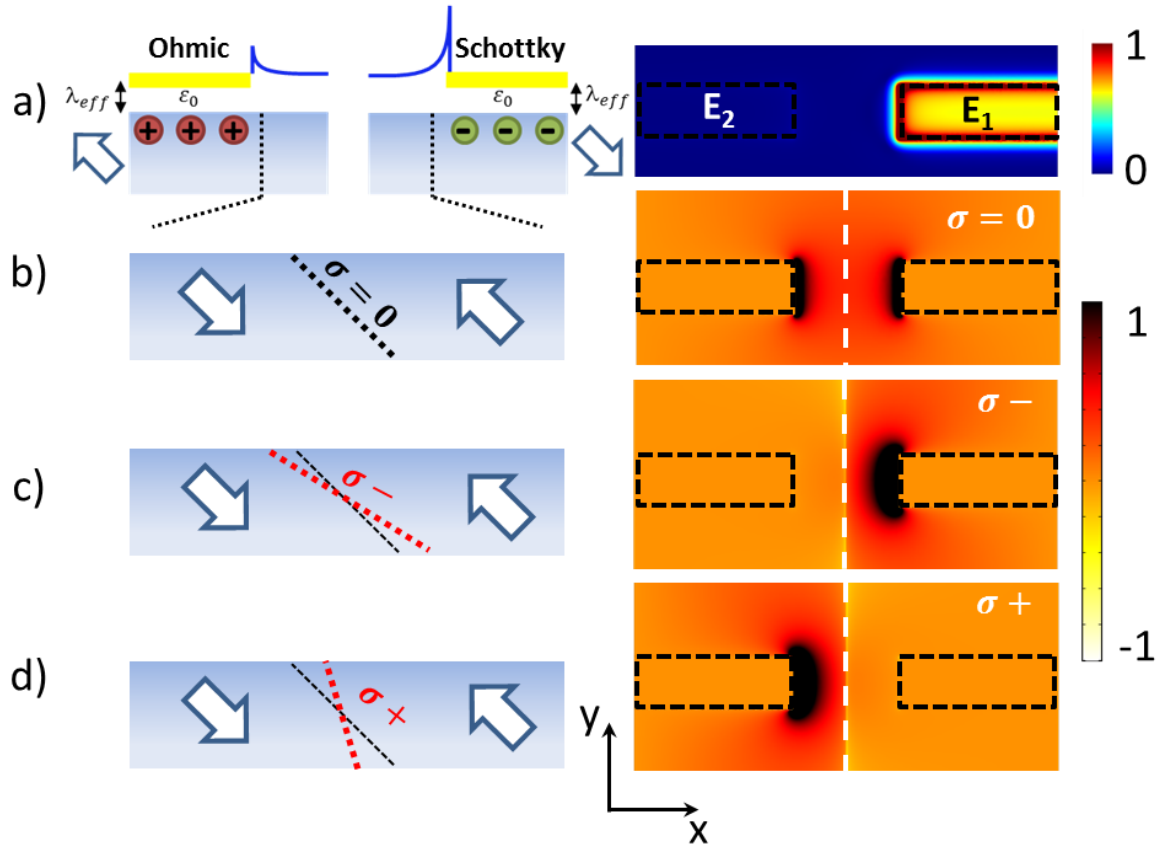 Ohmic
Schottky
λeff
ε0
ε0
λeff
a)
+ + +
- - -
E2
E1
1
0
b)
σ = 0
σ = 0
c)
σ −
σ −
1
-1
d)
σ +
σ +
y
x